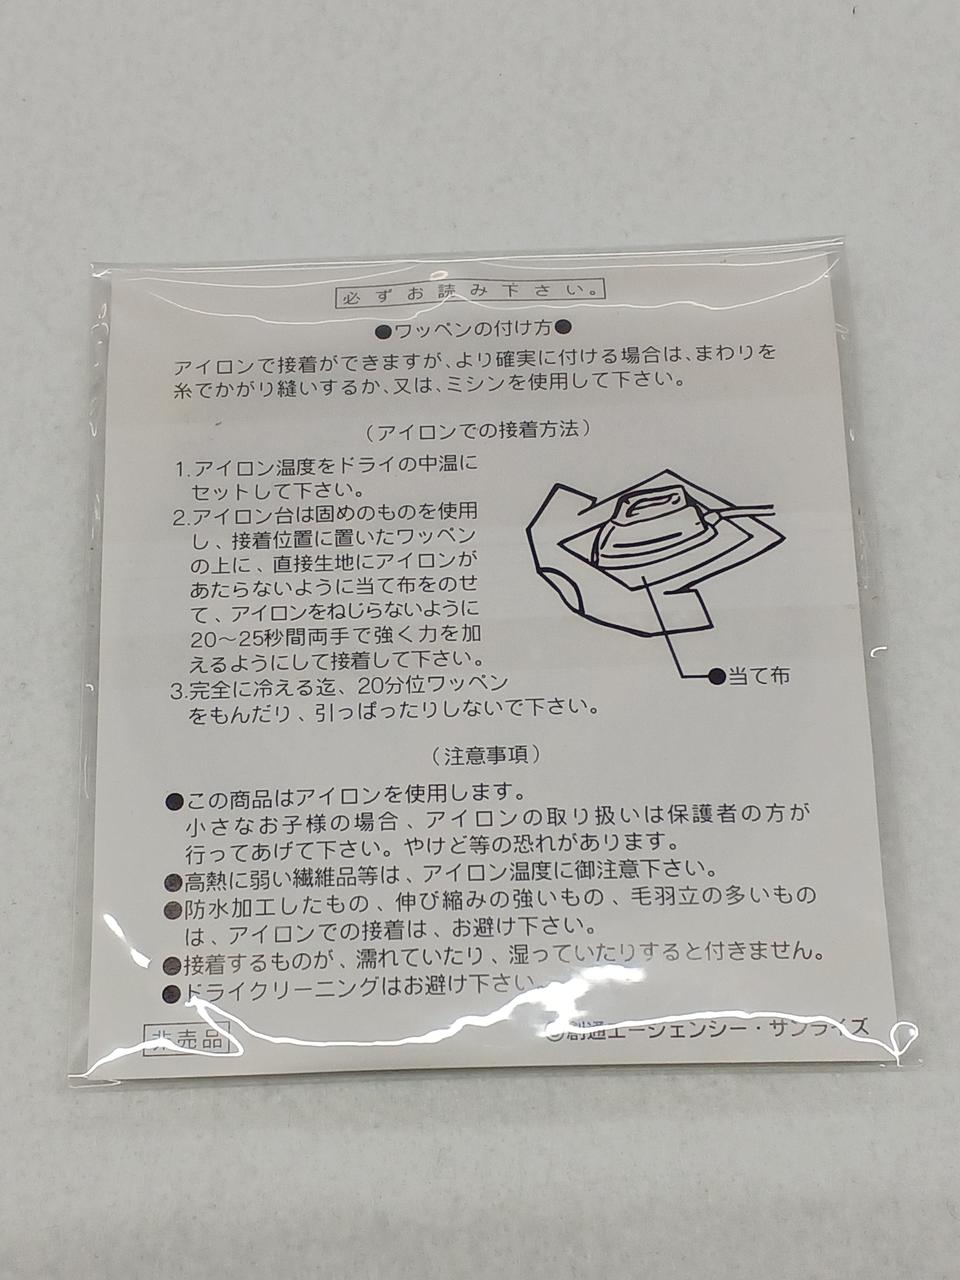 必ずお読み下さい。
●ワッペンの付け方●
アイロンで接着ができますが、より確実に付ける場合は、まわりを
糸でかがり縫いするか、又は、ミシンを使用して下さい。
（アイロンでの接着方法）
1.アイロン温度をドライの中温に
セットして下さい。
2.アイロン台は固めのものを使用
し、接着位置に置いたワッペン
の上に、直接生地にアイロンが
あたらないように当て布をのせ
て、アイロンをねじらないように
20〜25秒間両手で強く力を加
えるようにして接着して下さい。
3.完全に冷える迄、20分位ワッペン
をもんだり、引っぱったりしないで下さい。
●当て布
（注意事項）
●この商品はアイロンを使用します。
小さなお子様の場合、アイロンの取り扱いは保護者の方が
行ってあげて下さい。やけど等の恐れがあります。
●高熱に弱い繊維品等は、アイロン温度に御注意下さい。
●防水加工したもの、伸び縮みの強いもの、毛羽立の多いもの
は、アイロンでの接着は、お避け下さい。
●接着するものが、濡れていたり、湿っていたりすると付きません。
●ドライクリーニングはお避け下さい。
非売品
©創通エージェンシー・サンライズ